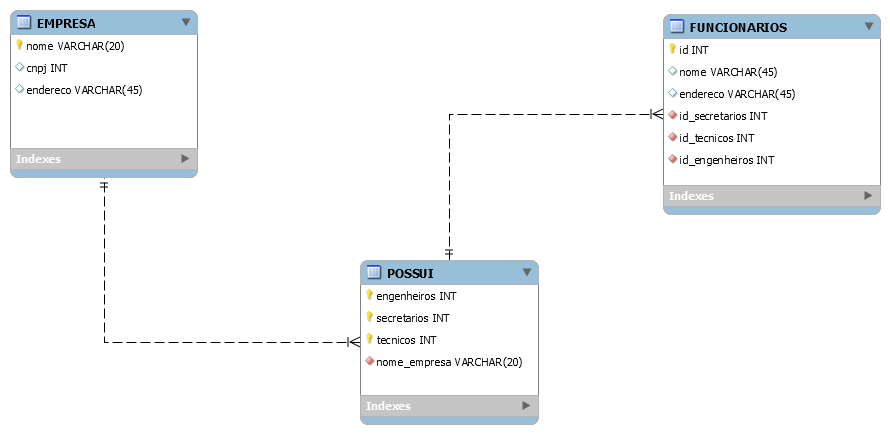 EMPRESA
nome VARCHAR(20)
cnpj INT
endereco VARCHAR(45)
Indexes
FUNCIONARIOS
id INT
nome VARCHAR(45)
endereco VARCHAR(45)
id_secretarios INT
id_tecnicos INT
id_engenheiros INT
Indexes
POSSUI
engenheiros INT
secretarios INT
tecnicos INT
nome_empresa VARCHAR(20)
Indexes